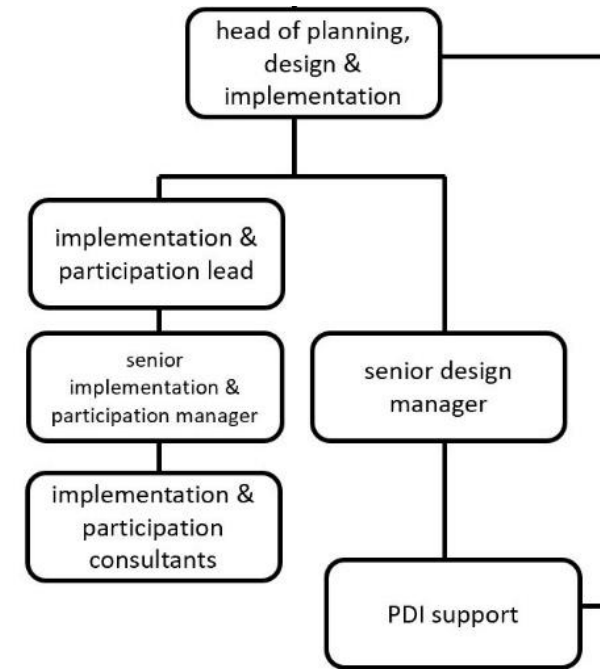 head of planning,
design &
implementation
implementation &
participation lead
senior
implementation &
participation manager
senior design
manager
implementation &
participation
consultants
PDI support